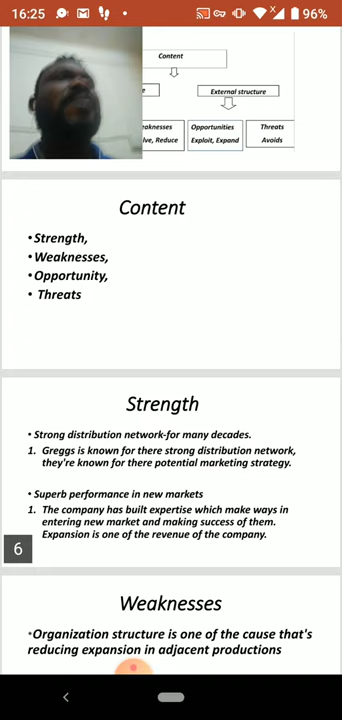 16:25
96%
Content
e
External structure
eaknesses
lve, Reduce
Opportunities
Exploit, Expand
Threats
Avoids
Content
•Strength,
•Weaknesses,
•Opportunity,
• Threats
Strength
• Strong distribution network-for many decades.
1. Greggs is known for there strong distribution network,
they're known for there potential marketing strategy.
• Superb performance in new markets
1. The company has built expertise which make ways in
entering new market and making success of them.
Expansion is one of the revenue of the company.
6
Weaknesses
•Organization structure is one of the cause that's
reducing expansion in adjacent productions